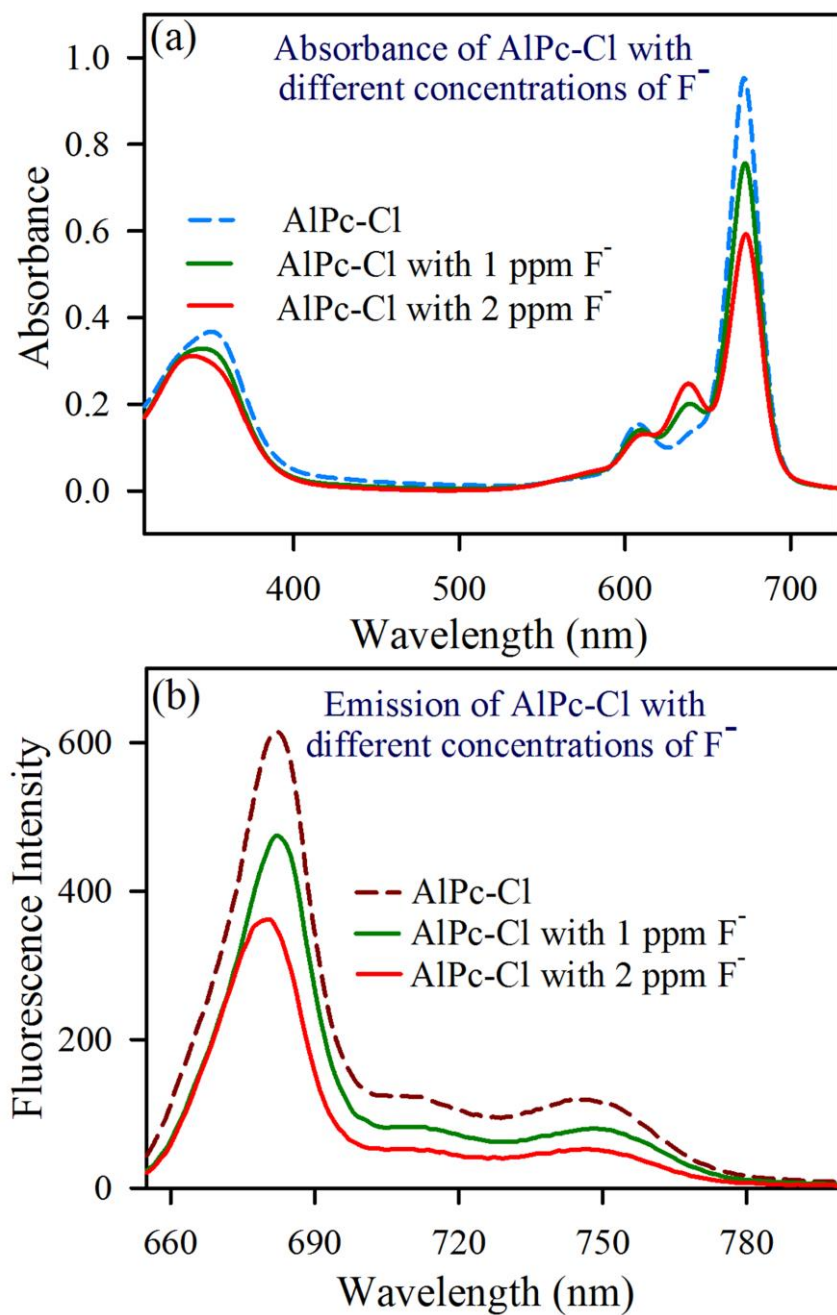 (a)
Absorbance of AlPc-Cl with
different concentrations of F⁻
1.0
0.8
0.6
0.4
0.2
0.0
Absorbance
AlPc-Cl
AlPc-Cl with 1 ppm F⁻
AlPc-Cl with 2 ppm F⁻
400
500
600
700
Wavelength (nm)
(b)
Emission of AlPc-Cl with
different concentrations of F⁻
600
400
200
0
Fluorescence Intensity
AlPc-Cl
AlPc-Cl with 1 ppm F⁻
AlPc-Cl with 2 ppm F⁻
660
690
720
750
780
Wavelength (nm)